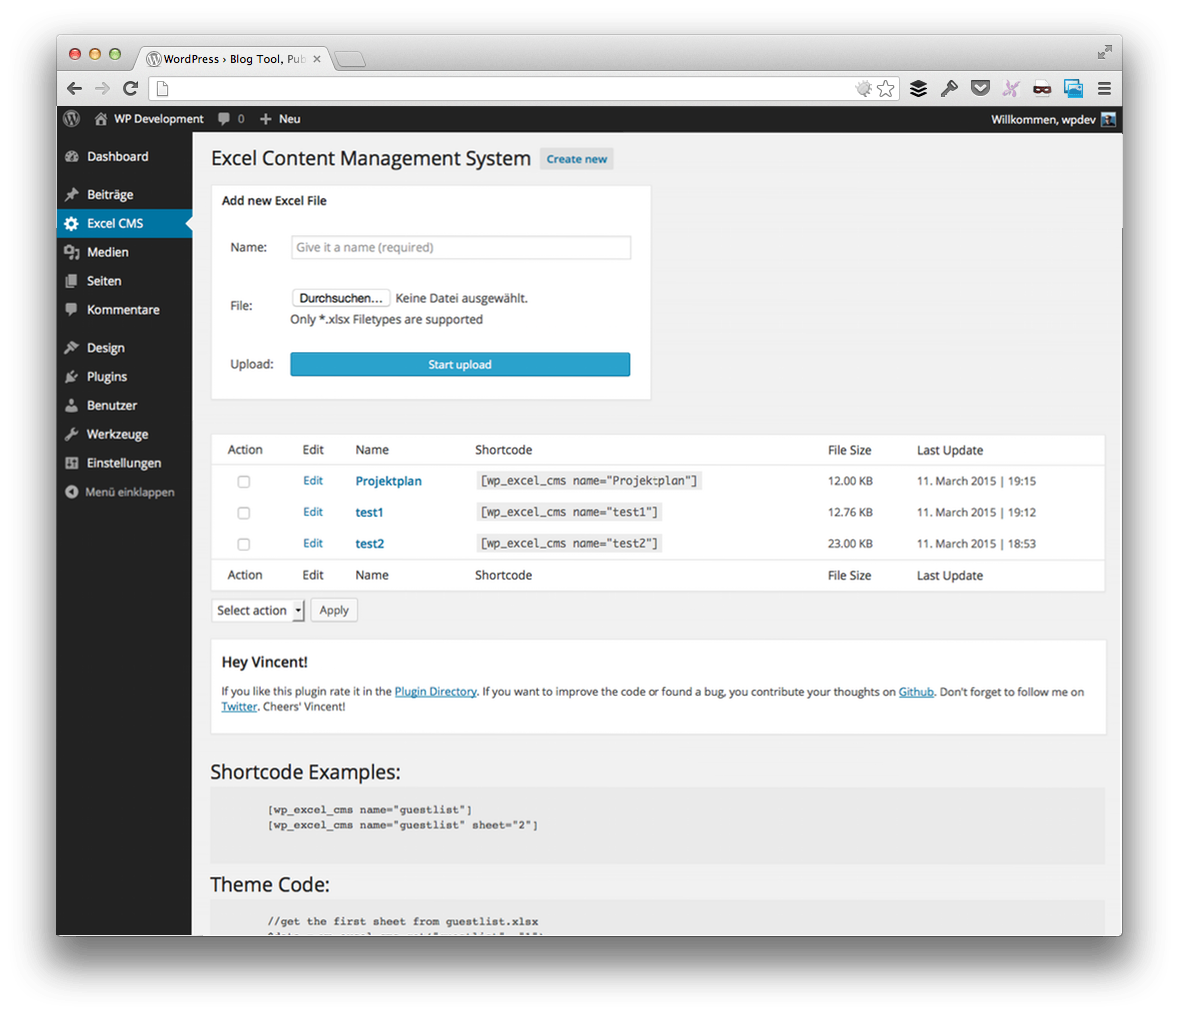 WordPress › Blog Tool, Pub
WP Development 0 Neu Willkommen, wpdev
Dashboard
Beiträge
Excel CMS
Medien
Seiten
Kommentare
Design
Plugins
Benutzer
Werkzeuge
Einstellungen
Menü einklappen
Excel Content Management System Create new
Add new Excel File
Name: Give it a name (required)
File: Durchsuchen... Keine Datei ausgewählt.
Only *.xlsx Filetypes are supported
Upload: Start upload
Action Edit Name Shortcode File Size Last Update
Edit Projektplan [wp_excel_cms name="Projektplan"] 12.00 KB 11. March 2015 | 19:15
Edit test1 [wp_excel_cms name="test1"] 12.76 KB 11. March 2015 | 19:12
Edit test2 [wp_excel_cms name="test2"] 23.00 KB 11. March 2015 | 18:53
Action Edit Name Shortcode File Size Last Update
Select action Apply
Hey Vincent!
If you like this plugin rate it in the Plugin Directory. If you want to improve the code or found a bug, you contribute your thoughts on Github. Don't forget to follow me on
Twitter. Cheers' Vincent!
Shortcode Examples:
[wp_excel_cms name="guestlist"]
[wp_excel_cms name="guestlist" sheet="2"]
Theme Code:
//get the first sheet from guestlist.xlsx